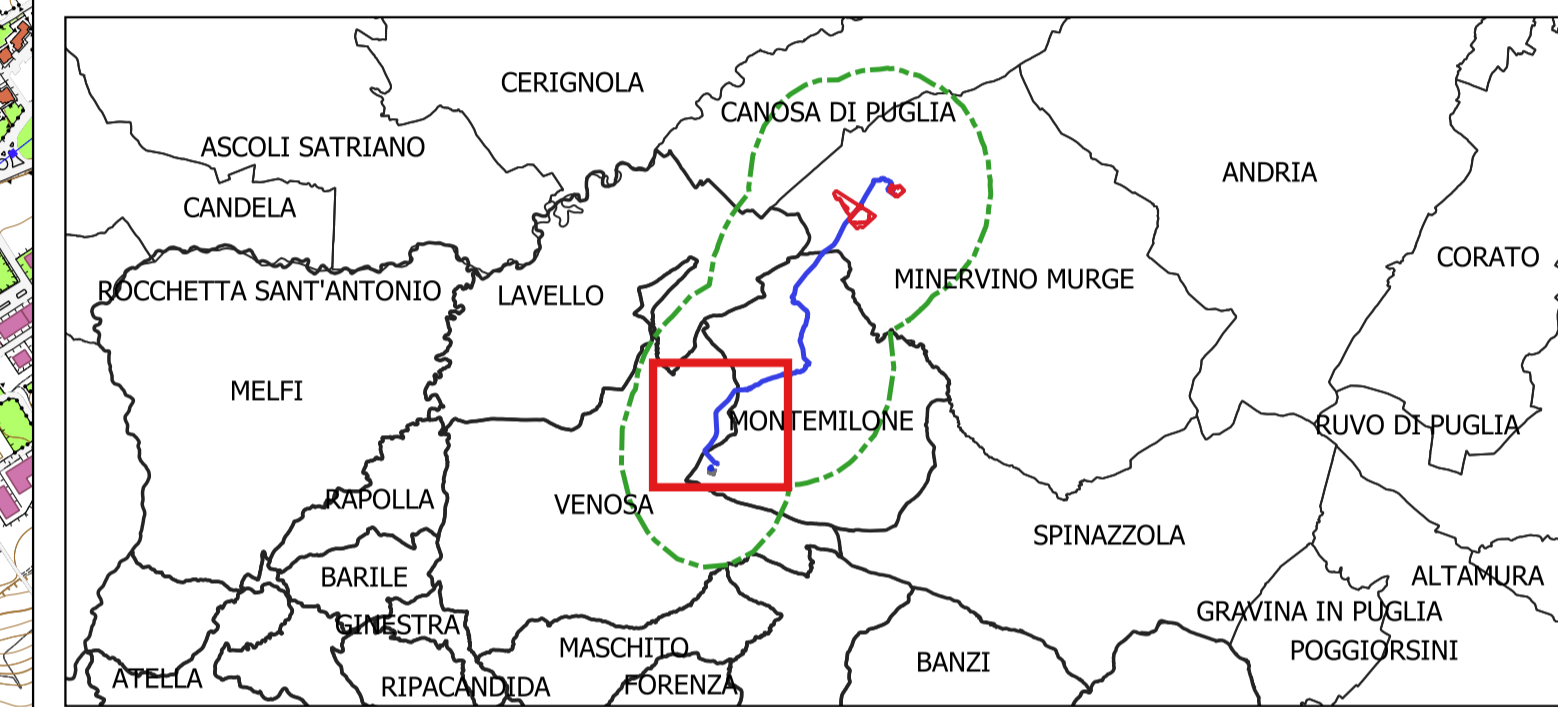 CERIGNOLA
CANOSA DI PUGLIA
ASCOLI SATRIANO
ANDRIA
CANDELA
CORATO
MINERVINO MURGE
ROCCHETTA SANT'ANTONIO
LAVELLO
MELFI
MONTEMILONE
RUVO DI PUGLIA
RAPOLLA
VENOSA
SPINAZZOLA
BARILE
ALTAMURA
GRAVINA IN PUGLIA
GINESTRA
MASCHITO
POGGIORSINI
BANZI
ATELLA
RIPACANDIDA
FORENZA